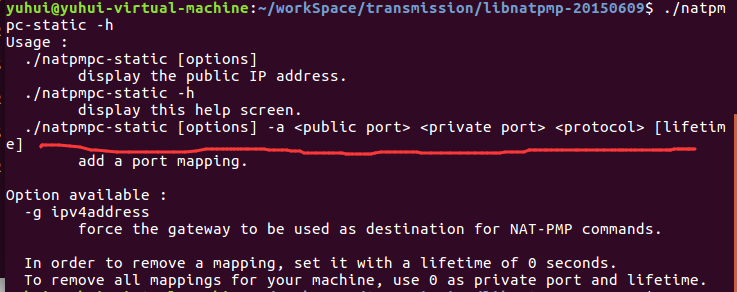 yuhui@yuhui-virtual-machine:~/workSpace/transmission/libnatpmp-20150609$ ./natpm
pc-static -h
Usage :
  ./natpmpc-static [options]
        display the public IP address.
  ./natpmpc-static -h
        display this help screen.
  ./natpmpc-static [options] -a <public port> <private port> <protocol> [lifetim
e]
        add a port mapping.

Option available :
  -g ipv4address
        force the gateway to be used as destination for NAT-PMP commands.

  In order to remove a mapping, set it with a lifetime of 0 seconds.
  To remove all mappings for your machine, use 0 as private port and lifetime.